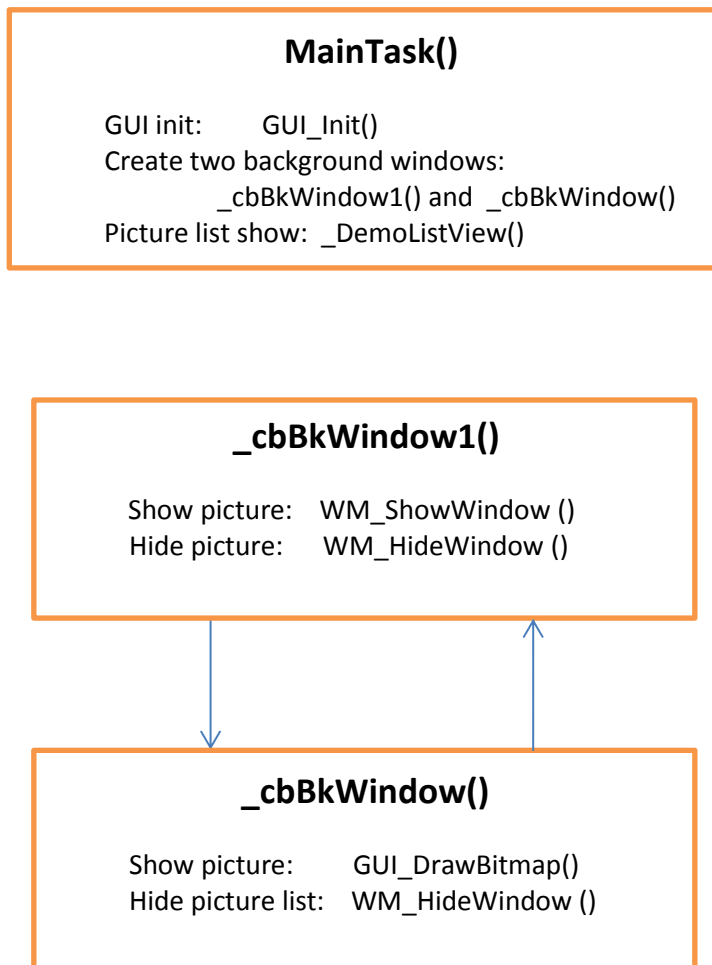 MainTask()
GUI init: GUI_Init()
Create two background windows:
_cbBkWindow1() and _cbBkWindow()
Picture list show: _DemoListView()
_cbBkWindow1()
Show picture: WM_ShowWindow ()
Hide picture: WM_HideWindow ()
_cbBkWindow()
Show picture: GUI_DrawBitmap()
Hide picture list: WM_HideWindow ()